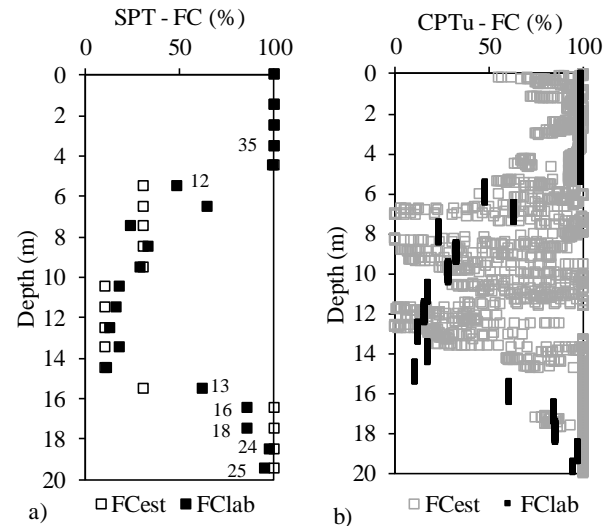 SPT - FC (%)
0 50 100
0
2
4
6
8
10
12
14
16
18
20
Depth (m)
35
12
13
16
18
24
25
a)
□ FCest ■ FClab
CPTu - FC (%)
0 50 100
0
2
4
6
8
10
12
14
16
18
20
Depth (m)
b)
□ FCest ▮ FClab